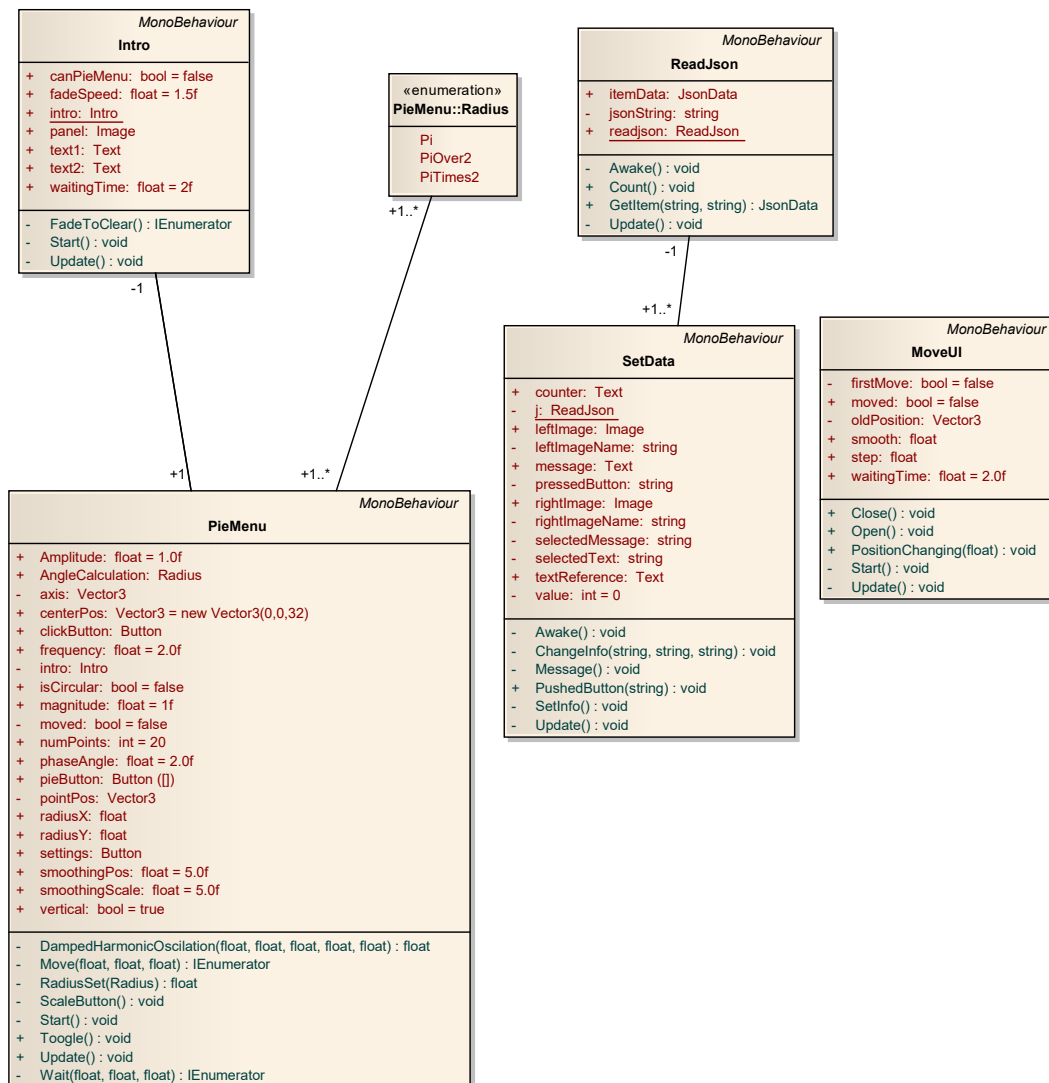 MonoBehaviour
Intro
+ canPieMenu: bool = false
+ fadeSpeed: float = 1.5f
+ intro: Intro
+ panel: Image
+ text1: Text
+ text2: Text
+ waitingTime: float = 2f
- FadeToClear() : IEnumerator
- Start() : void
- Update() : void
-1
«enumeration»
PieMenu::Radius
Pi
PiOver2
PiTimes2
+1..*
MonoBehaviour
ReadJson
+ itemData: JsonData
- jsonString: string
+ readjson: ReadJson
- Awake() : void
+ Count() : void
+ GetItem(string, string) : JsonData
- Update() : void
-1
+1..*
MonoBehaviour
SetData
+ counter: Text
- j: ReadJson
+ leftImage: Image
- leftImageName: string
+ message: Text
- pressedButton: string
+ rightImage: Image
- rightImageName: string
- selectedMessage: string
- selectedText: string
+ textReference: Text
- value: int = 0
- Awake() : void
- ChangeInfo(string, string, string) : void
- Message() : void
+ PushedButton(string) : void
- SetInfo() : void
- Update() : void
MonoBehaviour
MoveUI
- firstMove: bool = false
+ moved: bool = false
- oldPosition: Vector3
+ smooth: float
+ step: float
+ waitingTime: float = 2.0f
+ Close() : void
+ Open() : void
+ PositionChanging(float) : void
- Start() : void
- Update() : void
+1
+1..*
MonoBehaviour
PieMenu
+ Amplitude: float = 1.0f
+ AngleCalculation: Radius
- axis: Vector3
+ centerPos: Vector3 = new Vector3(0,0,32)
+ clickButton: Button
+ frequency: float = 2.0f
- intro: Intro
+ isCircular: bool = false
+ magnitude: float = 1f
- moved: bool = false
+ numPoints: int = 20
+ phaseAngle: float = 2.0f
+ pieButton: Button ([])
- pointPos: Vector3
+ radiusX: float
+ radiusY: float
+ settings: Button
+ smoothingPos: float = 5.0f
+ smoothingScale: float = 5.0f
+ vertical: bool = true
- DampedHarmonicOscilation(float, float, float, float, float) : float
- Move(float, float, float) : IEnumerator
- RadiusSet(Radius) : float
- ScaleButton() : void
- Start() : void
+ Toogle() : void
+ Update() : void
- Wait(float, float, float) : IEnumerator